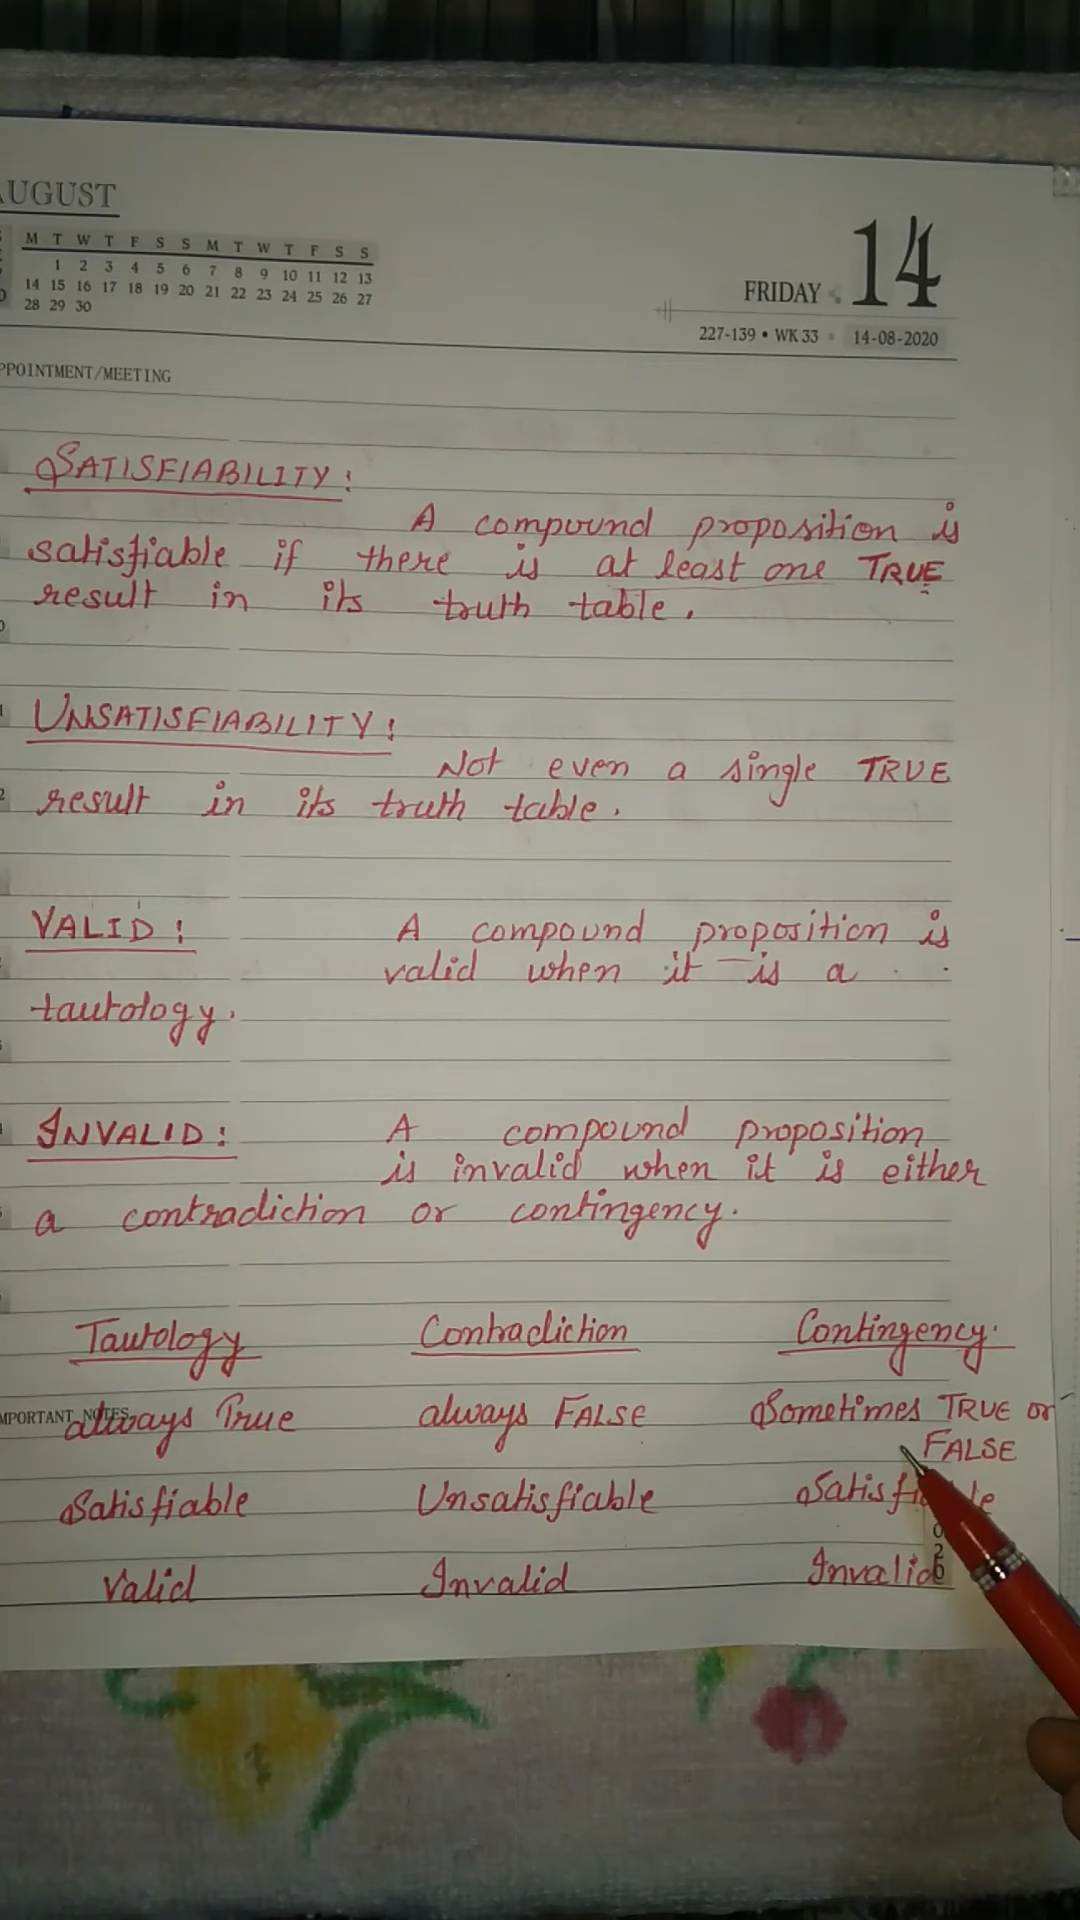 AUGUST
M T W T F S S M T W T F S S
1 2 3 4 5 6 7 8 9 10 11 12 13
14 15 16 17 18 19 20 21 22 23 24 25 26 27
28 29 30
FRIDAY 14
227-139 • WK 33 14-08-2020
PPOINTMENT/MEETING
SATISFIABILITY:
A compound proposition is
satisfiable if there is at least one TRUE
result in its truth table.
UNSATISFIABILITY:
Not even a single TRUE
result in its truth table.
VALID: A compound proposition is
valid when it is a
tautology.
INVALID: A compound proposition
is invalid when it is either
a contradiction or contingency.
Tautology Contradiction Contingency.
always True always FALSE Sometimes TRUE or
MPORTANT NOTES
FALSE
Satisfiable Unsatisfiable
Valid Invalid Invalid